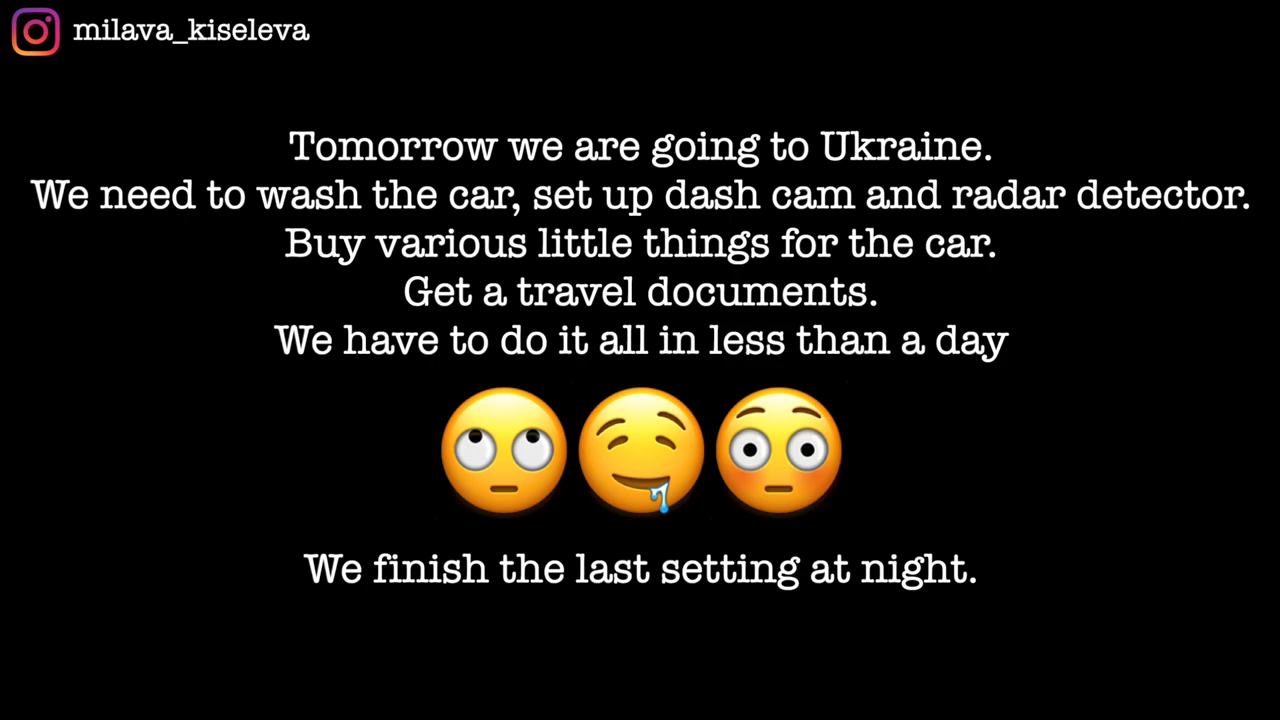 milava_kiseleva
Tomorrow we are going to Ukraine.
We need to wash the car, set up dash cam and radar detector.
Buy various little things for the car.
Get a travel documents.
We have to do it all in less than a day
🙄🤤😳
We finish the last setting at night.